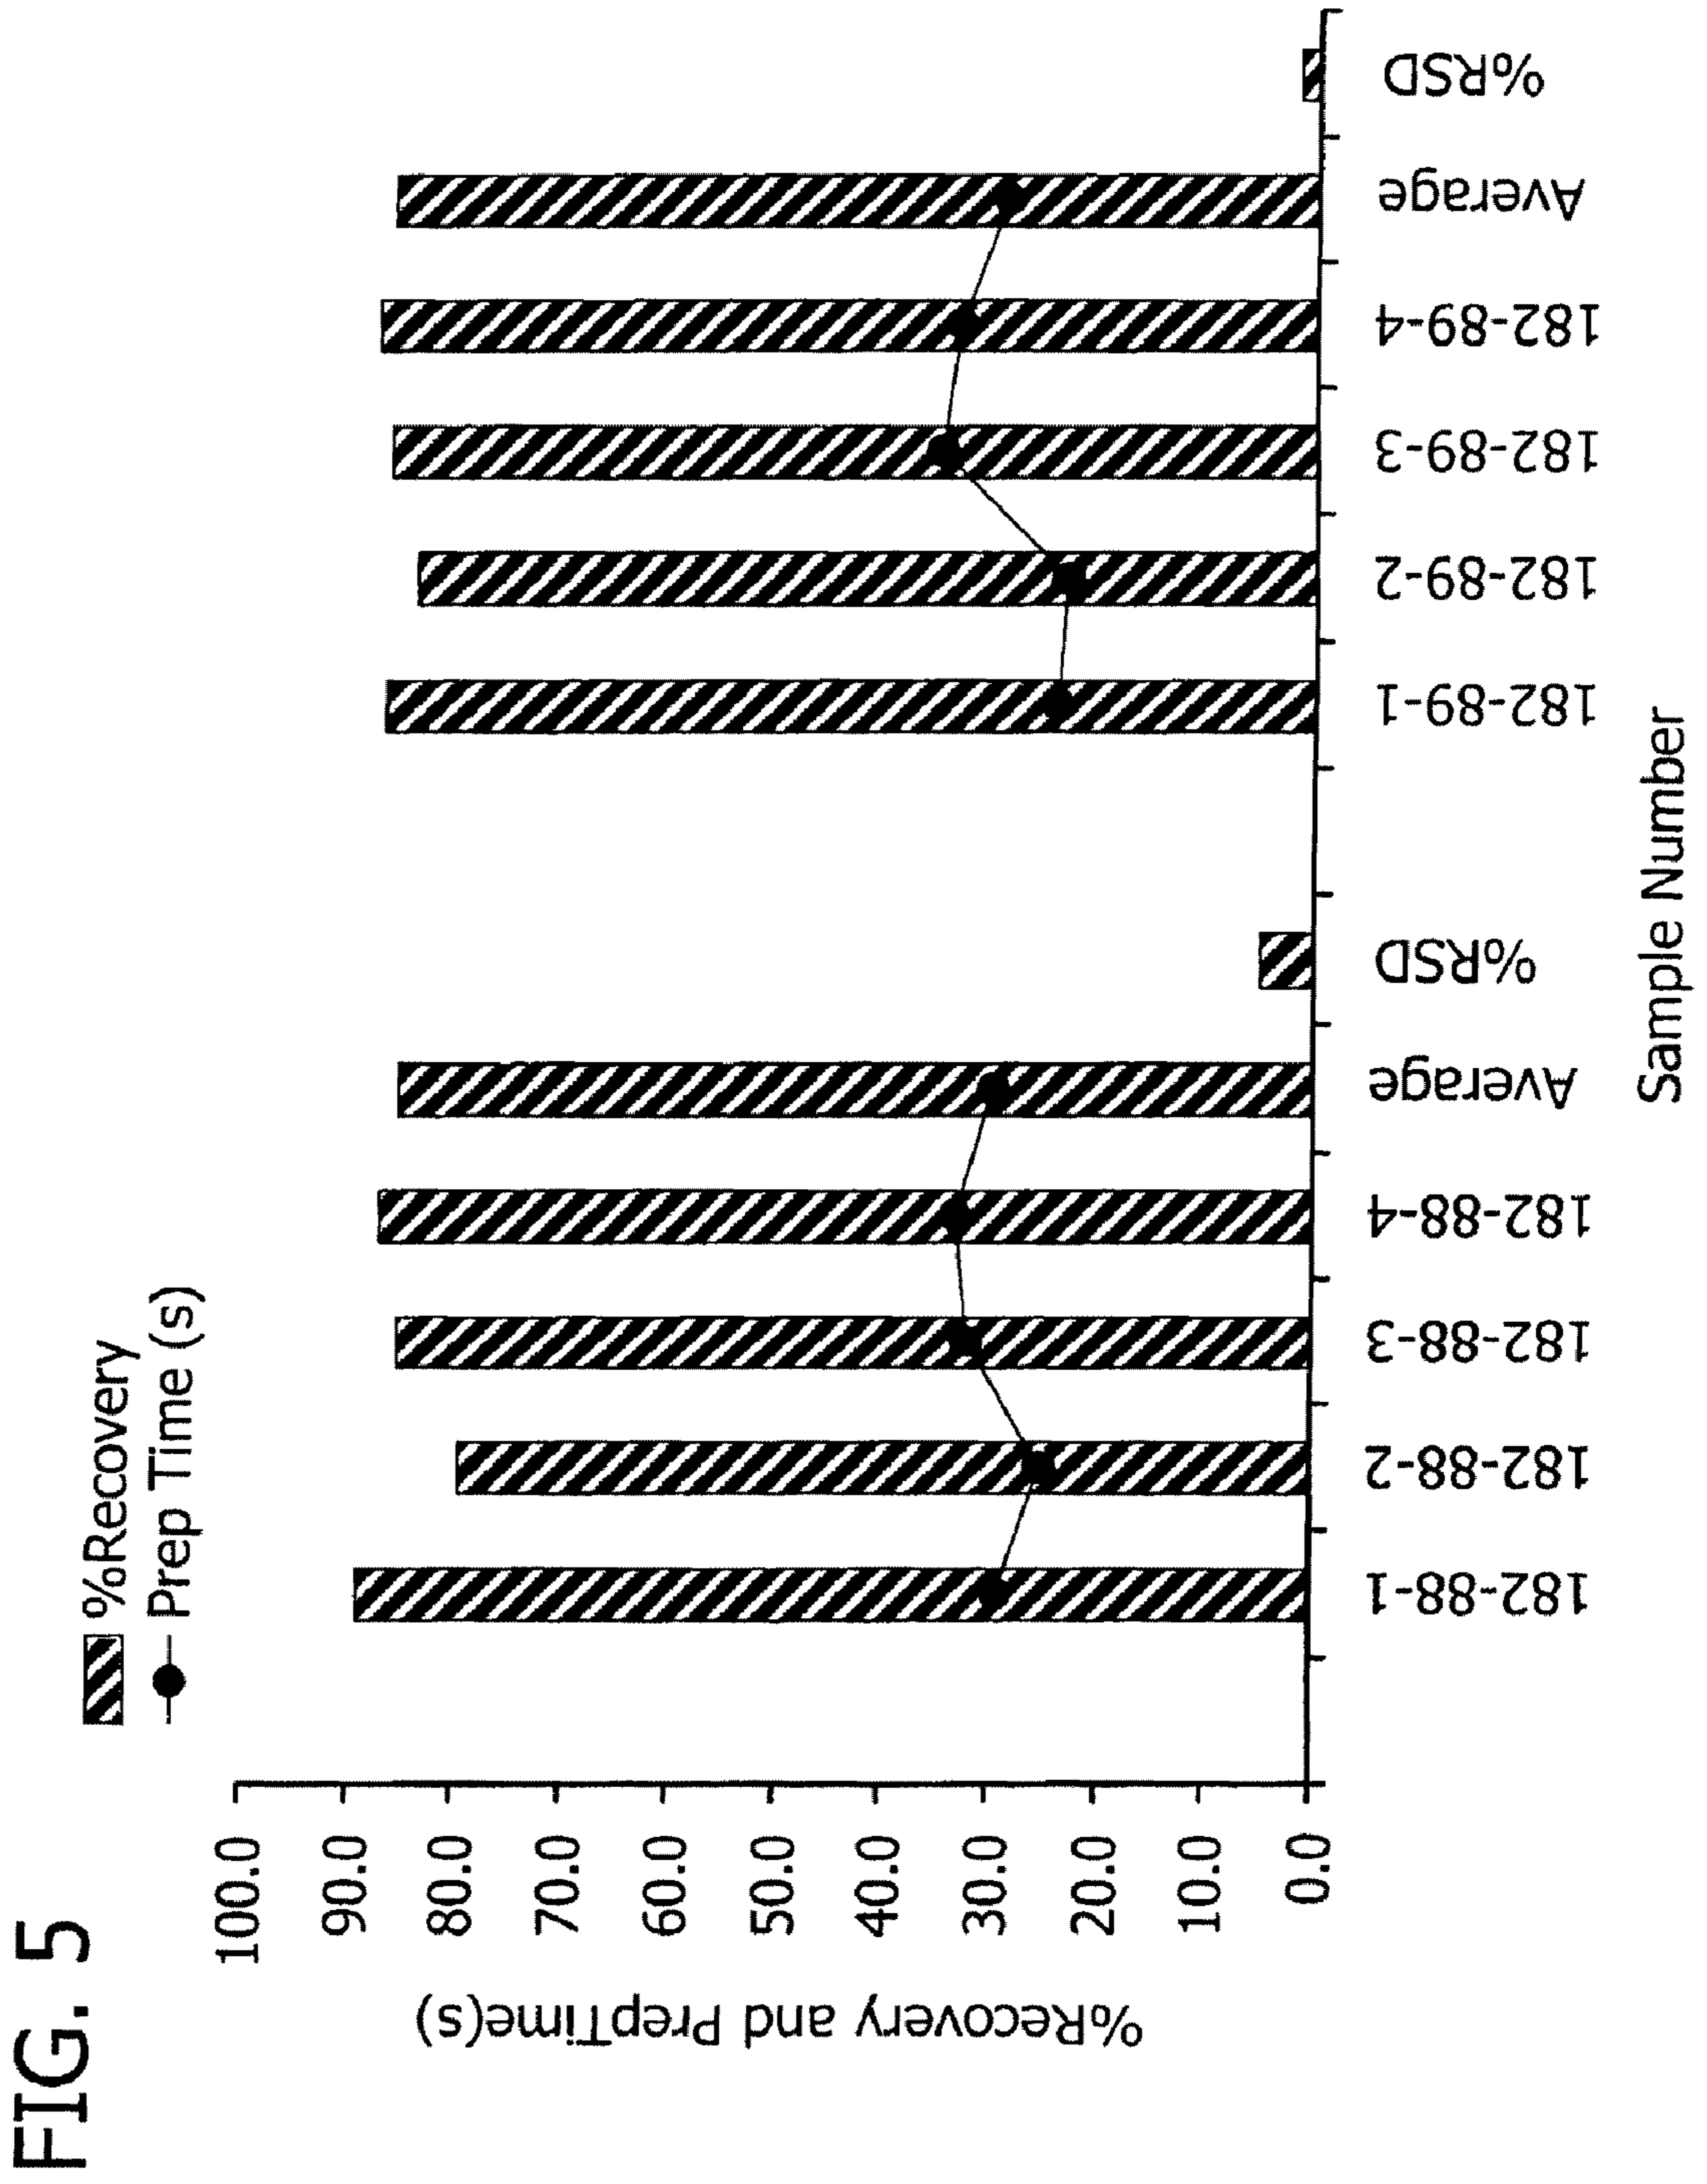 FIG. 5
%Recovery
Prep Time (s)
%Recovery and PrepTime(s)
100.0
90.0
80.0
70.0
60.0
50.0
40.0
30.0
20.0
10.0
0.0
182-88-1
182-88-2
182-88-3
182-88-4
Average
%RSD
182-89-1
182-89-2
182-89-3
182-89-4
Average
%RSD
Sample Number